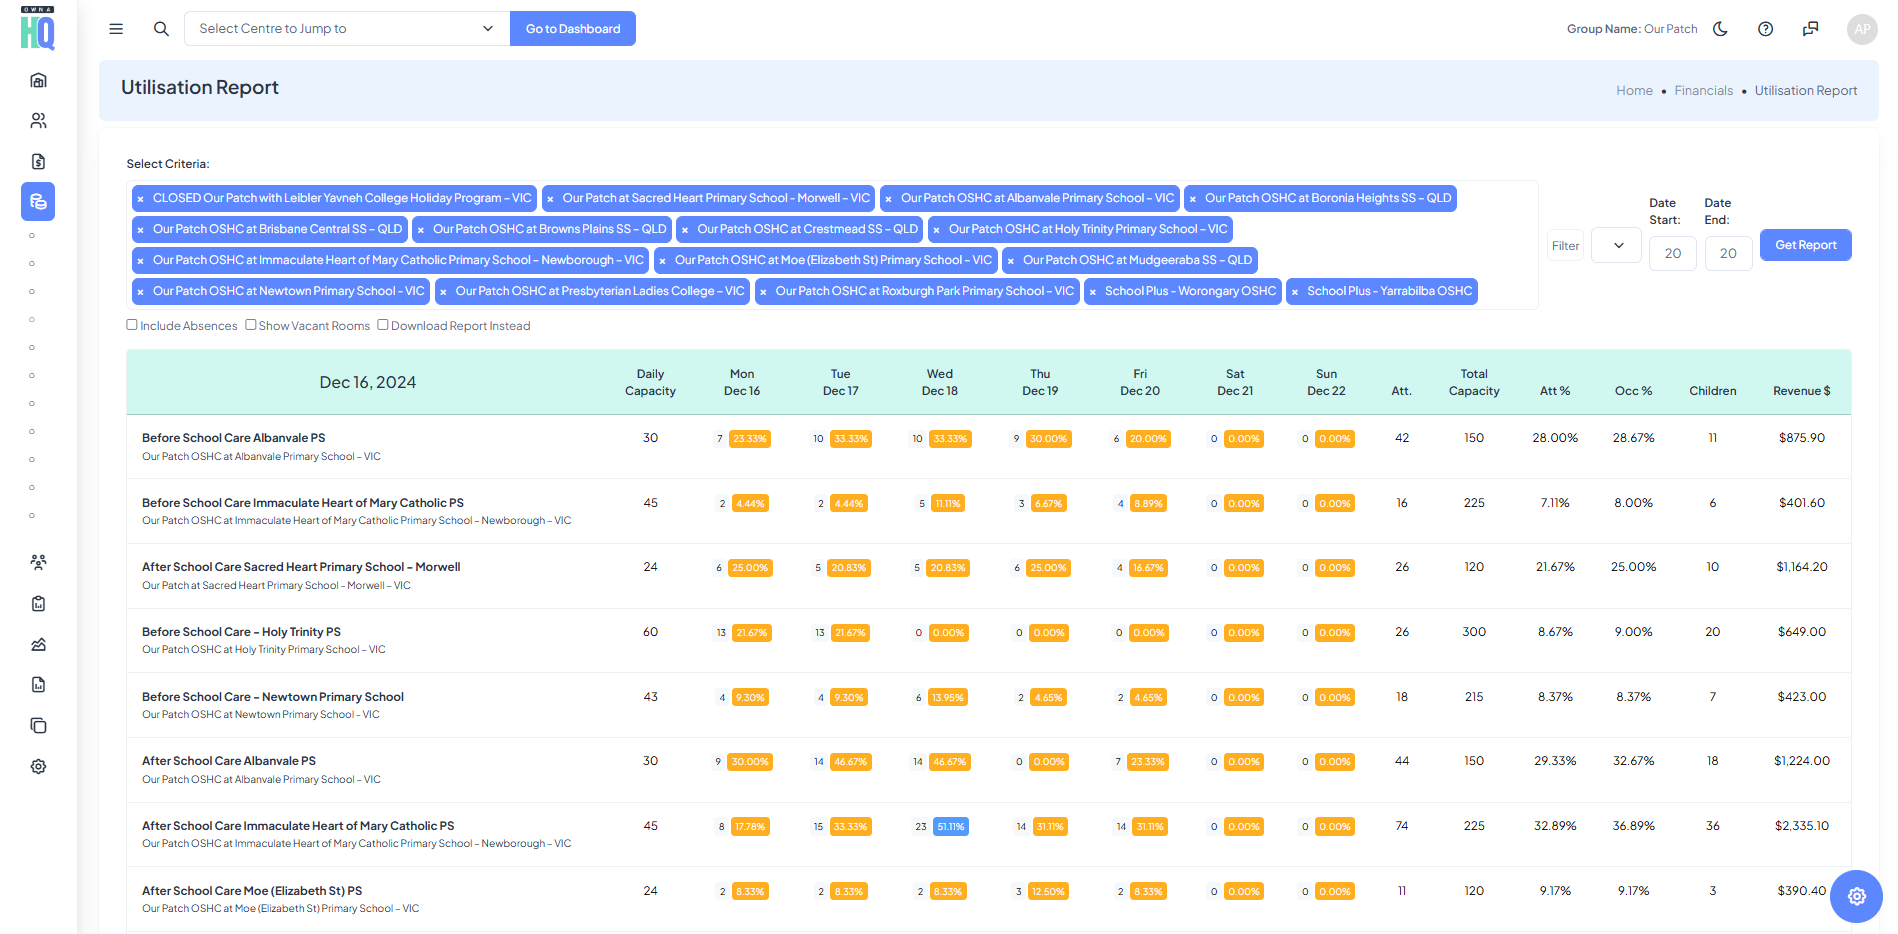 OWNA
HQ
Select Centre to Jump to
Go to Dashboard
Group Name: Our Patch
AP
Utilisation Report
Home • Financials • Utilisation Report
Select Criteria:
× CLOSED Our Patch with Leibler Yavneh College Holiday Program – VIC × Our Patch at Sacred Heart Primary School - Morwell – VIC × Our Patch OSHC at Albanvale Primary School – VIC × Our Patch OSHC at Boronia Heights SS – QLD
× Our Patch OSHC at Brisbane Central SS – QLD × Our Patch OSHC at Browns Plains SS – QLD × Our Patch OSHC at Crestmead SS – QLD × Our Patch OSHC at Holy Trinity Primary School – VIC
× Our Patch OSHC at Immaculate Heart of Mary Catholic Primary School – Newborough – VIC × Our Patch OSHC at Moe (Elizabeth St) Primary School – VIC × Our Patch OSHC at Mudgeeraba SS – QLD
× Our Patch OSHC at Newtown Primary School - VIC × Our Patch OSHC at Presbyterian Ladies College – VIC × Our Patch OSHC at Roxburgh Park Primary School – VIC × School Plus - Worongary OSHC × School Plus - Yarrabilba OSHC
Filter
Date Start:
20
Date End:
20
Get Report
Include Absences Show Vacant Rooms Download Report Instead
Dec 16, 2024 Daily Capacity Mon Dec 16 Tue Dec 17 Wed Dec 18 Thu Dec 19 Fri Dec 20 Sat Dec 21 Sun Dec 22 Att. Total Capacity Att % Occ % Children Revenue $
Before School Care Albanvale PS 30 7 23.33% 10 33.33% 10 33.33% 9 30.00% 6 20.00% 0 0.00% 0 0.00% 42 150 28.00% 28.67% 11 $875.90
Our Patch OSHC at Albanvale Primary School – VIC
Before School Care Immaculate Heart of Mary Catholic PS 45 2 4.44% 2 4.44% 5 11.11% 3 6.67% 4 8.89% 0 0.00% 0 0.00% 16 225 7.11% 8.00% 6 $401.60
Our Patch OSHC at Immaculate Heart of Mary Catholic Primary School – Newborough – VIC
After School Care Sacred Heart Primary School - Morwell 24 6 25.00% 5 20.83% 5 20.83% 6 25.00% 4 16.67% 0 0.00% 0 0.00% 26 120 21.67% 25.00% 10 $1,164.20
Our Patch at Sacred Heart Primary School - Morwell – VIC
Before School Care - Holy Trinity PS 60 13 21.67% 13 21.67% 0 0.00% 0 0.00% 0 0.00% 0 0.00% 0 0.00% 26 300 8.67% 9.00% 20 $649.00
Our Patch OSHC at Holy Trinity Primary School – VIC
Before School Care - Newtown Primary School 43 4 9.30% 4 9.30% 6 13.95% 2 4.65% 2 4.65% 0 0.00% 0 0.00% 18 215 8.37% 8.37% 7 $423.00
Our Patch OSHC at Newtown Primary School - VIC
After School Care Albanvale PS 30 9 30.00% 14 46.67% 14 46.67% 0 0.00% 7 23.33% 0 0.00% 0 0.00% 44 150 29.33% 32.67% 18 $1,224.00
Our Patch OSHC at Albanvale Primary School – VIC
After School Care Immaculate Heart of Mary Catholic PS 45 8 17.78% 15 33.33% 23 51.11% 14 31.11% 14 31.11% 0 0.00% 0 0.00% 74 225 32.89% 36.89% 36 $2,335.10
Our Patch OSHC at Immaculate Heart of Mary Catholic Primary School – Newborough – VIC
After School Care Moe (Elizabeth St) PS 24 2 8.33% 2 8.33% 2 8.33% 3 12.50% 2 8.33% 0 0.00% 0 0.00% 11 120 9.17% 9.17% 3 $390.40
Our Patch OSHC at Moe (Elizabeth St) Primary School – VIC